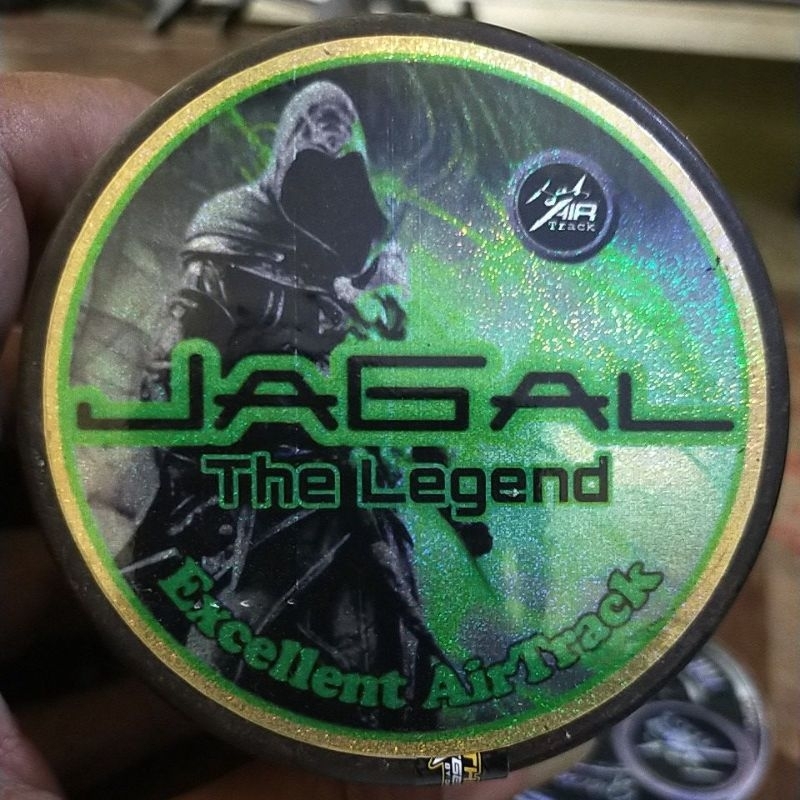 AIR
Track
JAGAL
The Legend
Excellent AirTrack